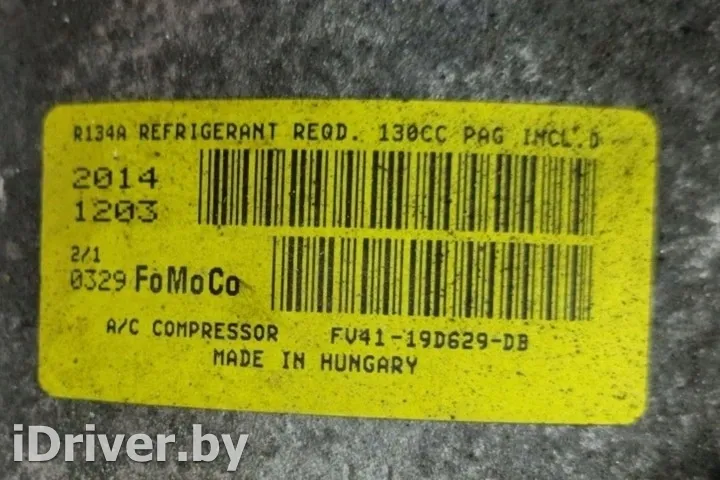 R134A REFRIGERANT REQD. 130CC PAG INCL'D
2014
1203
2/1
0329 FoMoCo
A/C COMPRESSOR FV41-19D629-DB
MADE IN HUNGARY
iDriver.by